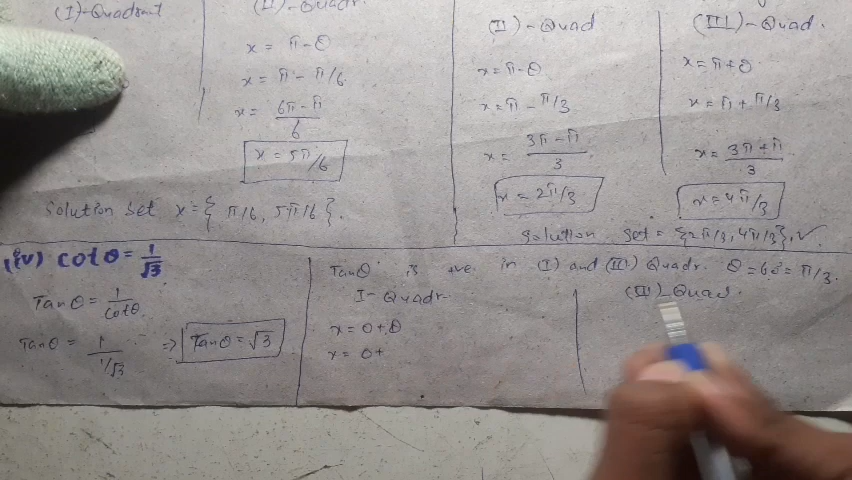 (I)-Quadrant
(II)-Quadr.
x = π-θ
x = π - π/6
x = 6π-π
6
x = 5π/6
Solution Set x = { π/6, 5π/6 }.
(II)-Quad
x = π-θ
x = π - π/3
x = 3π-π
3
x = 2π/3
(III)-Quad.
x = π+θ
x = π + π/3
x = 3π+π
3
x = 4π/3
Solution Set = {2π/3, 4π/3}, ✓.
(IV) cotθ = 1/√3
Tanθ = 1/Cotθ.
Tanθ = 1 / 1/√3 => Tanθ = √3
Tanθ is +ve in (I) and (III) Quadr. θ = 60 = π/3.
I-Quadr.
x = 0+θ
x = 0+
(III)-Quad.